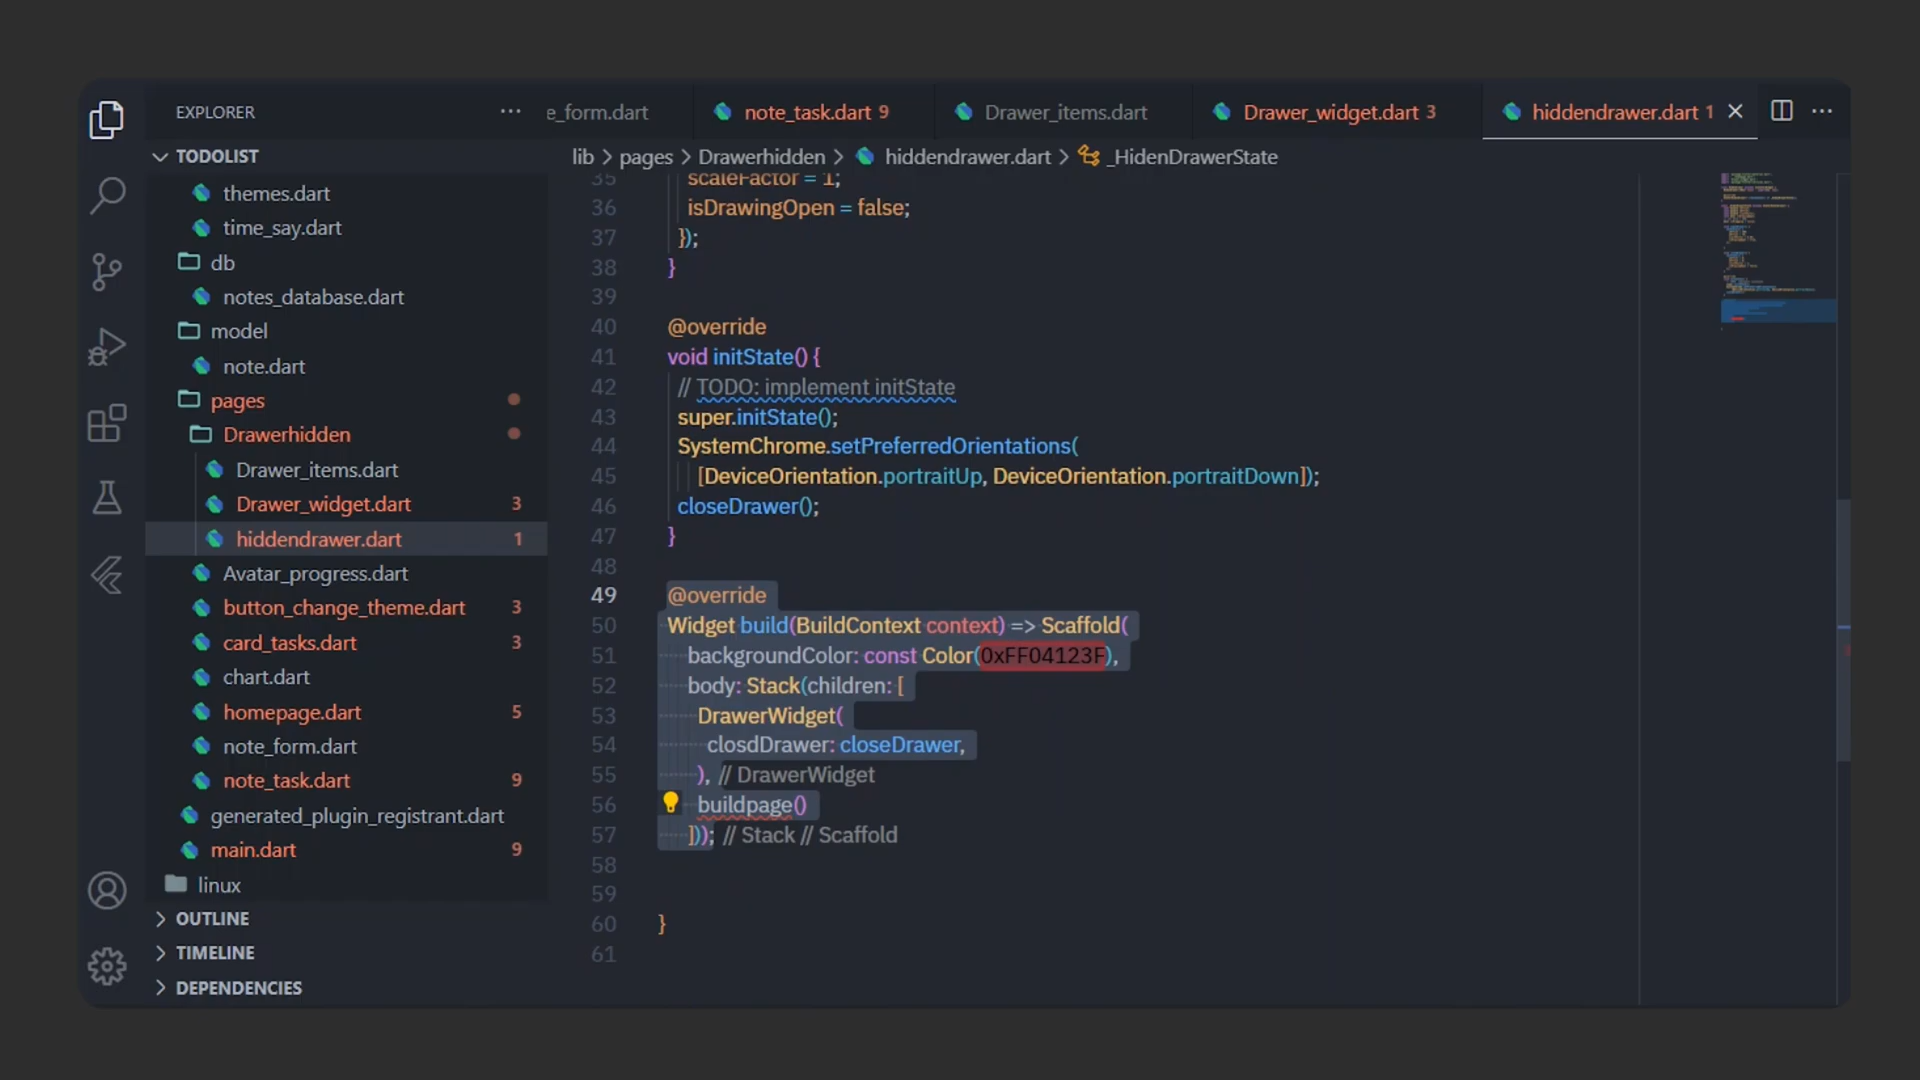 EXPLORER
TODOLIST
themes.dart
time_say.dart
db
notes_database.dart
model
note.dart
pages
Drawerhidden
Drawer_items.dart
Drawer_widget.dart 3
hiddendrawer.dart 1
Avatar_progress.dart
button_change_theme.dart 3
card_tasks.dart 3
chart.dart
homepage.dart 5
note_form.dart
note_task.dart 9
generated_plugin_registrant.dart
main.dart 9
linux
OUTLINE
TIMELINE
DEPENDENCIES
e_form.dart note_task.dart 9 Drawer_items.dart Drawer_widget.dart 3 hiddendrawer.dart 1
lib > pages > Drawerhidden > hiddendrawer.dart > _HidenDrawerState
35 scaleFactor = 1;
36 isDrawingOpen = false;
37 });
38 }
39
40 @override
41 void initState() {
42 // TODO: implement initState
43 super.initState();
44 SystemChrome.setPreferredOrientations(
45 [DeviceOrientation.portraitUp, DeviceOrientation.portraitDown]);
46 closeDrawer();
47 }
48
49 @override
50 Widget build(BuildContext context) => Scaffold(
51 backgroundColor: const Color(0xFF04123F),
52 body: Stack(children: [
53 DrawerWidget(
54 closdDrawer: closeDrawer,
55 ), // DrawerWidget
56 buildpage()
57 ])); // Stack // Scaffold
58
59
60 }
61